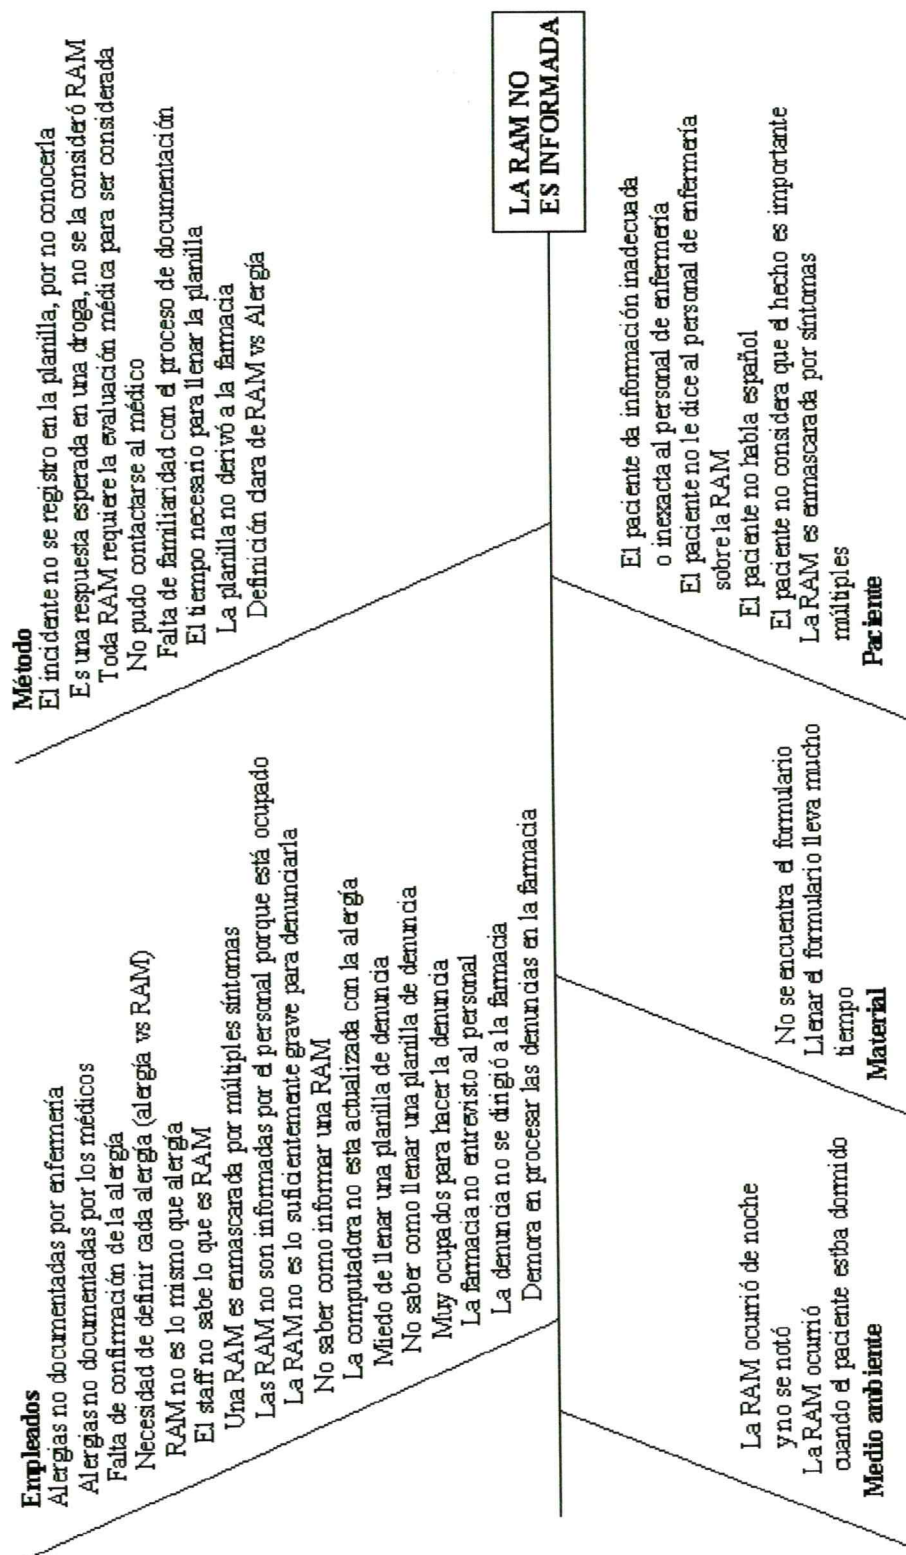 Empleados
Alergias no documentadas por enfermería
Alergias no documentadas por los médicos
Falta de confirmación de la alergía
Necesidad de definir cada alergía (alergía vs RAM)
RAM no es lo mismo que alergía
El staff no sabe lo que es RAM
Una RAM es enmascarada por múltiples síntomas
Las RAM no son informadas por el personal porque está ocupado
La RAM no es lo suficientemente grave para denunciarla
No saber como informar una RAM
La computadora no esta actualizada con la alergía
Miedo de llenar una planilla de denuncia
No saber como llenar una planilla de denuncia
Muy ocupados para hacer la denuncia
La farmacia no entrevisto al personal
La denuncia no se dirigió a la farmacia
Demora en procesar las denuncias en la farmacia
Método
El incidente no se registro en la planilla, por no conocerla
Es una respuesta esperada en una droga, no se la consideró RAM
Toda RAM requiere la evaluación médica para ser considerada
No pudo contactarse al médico
Falta de familiaridad con el proceso de documentación
El tiempo necesario para llenar la planilla
La planilla no derivó a la farmacia
Definición clara de RAM vs Alergía
LA RAM NO
ES INFORMADA
La RAM ocurrió de noche
y no se notó
La RAM ocurrió
cuando el paciente estba dormido
Medio ambiente
No se encuentra el formulario
Llenar el formulario lleva mucho
tiempo
Material
El paciente da información inadecuada
o inexacta al personal de enfermería
El paciente no le dice al personal de enfermería
sobre la RAM
El paciente no habla español
El paciente no considera que el hecho es importante
La RAM es enmascarada por síntomas
múltiples
Paciente